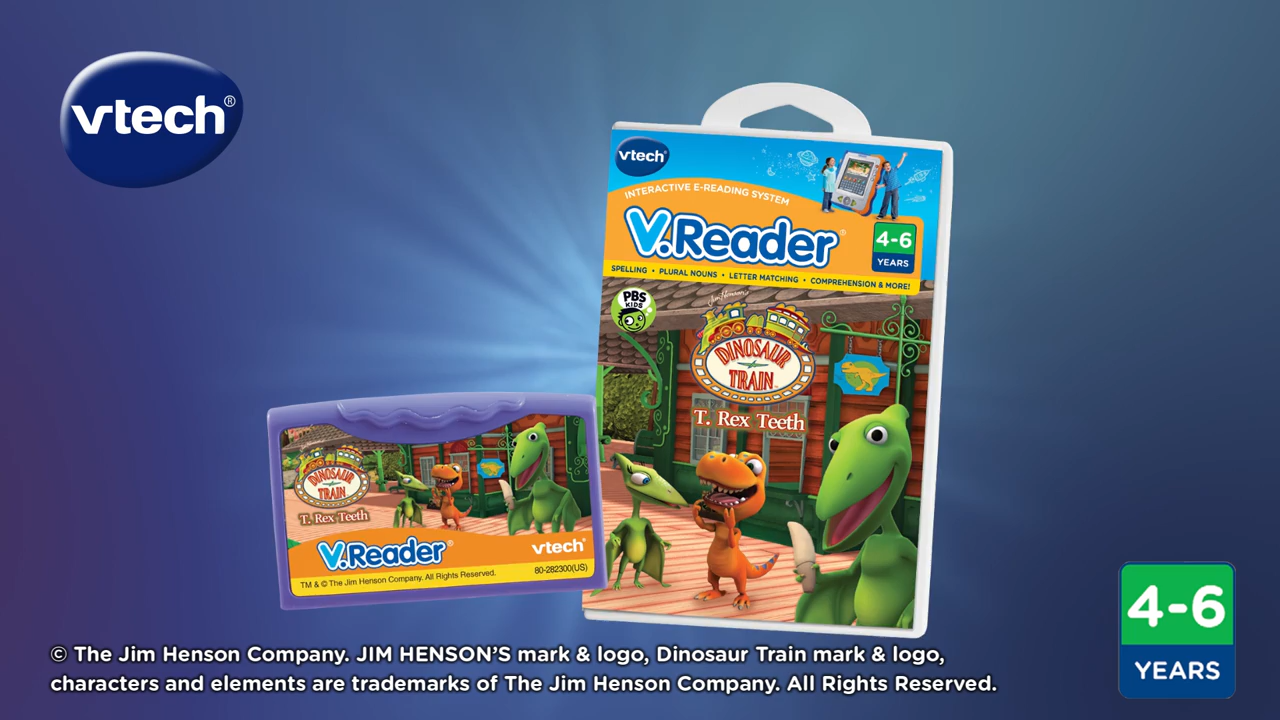 vtech®
vtech®
INTERACTIVE E-READING SYSTEM
V.Reader®
4-6
YEARS
SPELLING • PLURAL NOUNS • LETTER MATCHING • COMPREHENSION & MORE!
PBS
KIDS
Jim Henson's
DINOSAUR
TRAIN™
T. Rex Teeth
DINOSAUR
TRAIN
T. Rex Teeth
V.Reader®
vtech®
TM & © The Jim Henson Company. All Rights Reserved.
80-282300(US)
© The Jim Henson Company. JIM HENSON'S mark & logo, Dinosaur Train mark & logo,
characters and elements are trademarks of The Jim Henson Company. All Rights Reserved.
4-6
YEARS